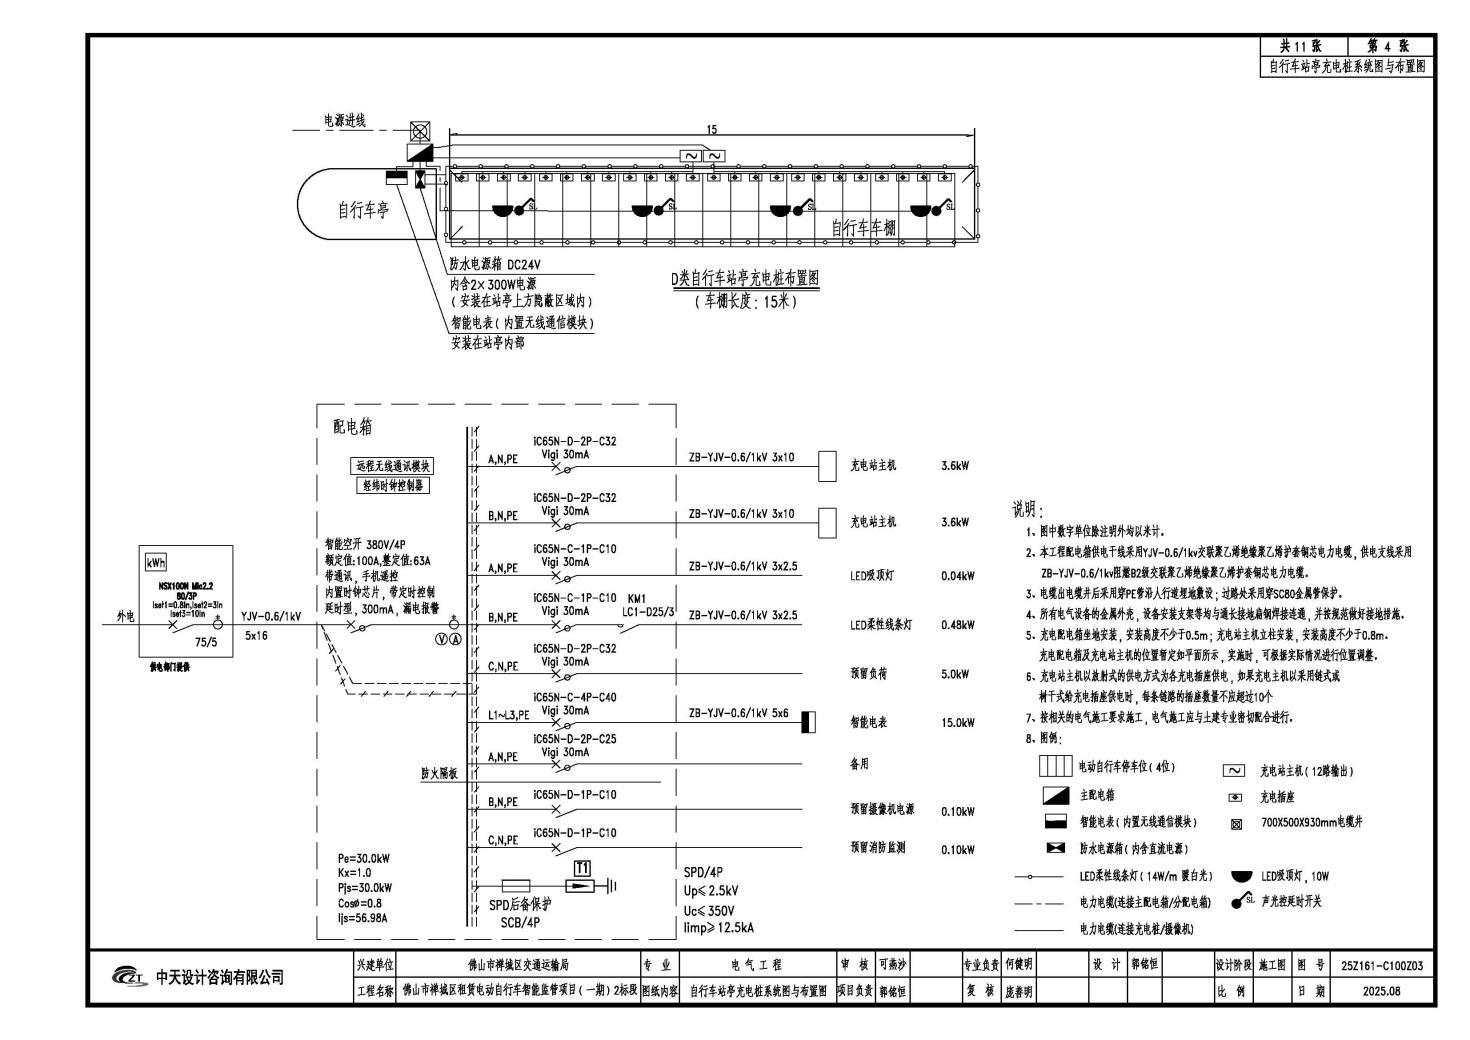 共 11 张
第 4 张
自行车站亭充电桩系统图与布置图
电源进线
15
自行车亭
SL
SL
SL
SL
自行车车棚
防水电源箱 DC24V
内含2×300W电源
(安装在站亭上方隐蔽区域内)
智能电表(内置无线通信模块)
安装在站亭内部
D类自行车站亭充电桩布置图
(车棚长度：15米)
配电箱
远程无线通讯模块
经纬时钟控制器
智能空开 380V/4P
额定值:100A,整定值:63A
带通讯，手机遥控
内置时钟芯片，带定时控制
延时型，300mA，漏电报警
kWh
NSX100N Mic2.2
80/3P
Iset1=0.8In,Iset2=3In
Iset3=10In
外电
75/5
供电部门提供
YJV-0.6/1kV
5x16
*
*
V A
A,N,PE
iC65N-D-2P-C32
Vigi 30mA
ZB-YJV-0.6/1kV 3x10
充电站主机
3.6kW
B,N,PE
iC65N-D-2P-C32
Vigi 30mA
ZB-YJV-0.6/1kV 3x10
充电站主机
3.6kW
A,N,PE
iC65N-C-1P-C10
Vigi 30mA
ZB-YJV-0.6/1kV 3x2.5
LED吸顶灯
0.04kW
B,N,PE
iC65N-C-1P-C10
Vigi 30mA
KM1
LC1-D25/3
ZB-YJV-0.6/1kV 3x2.5
LED柔性线条灯
0.48kW
C,N,PE
iC65N-D-2P-C32
Vigi 30mA
预留负荷
5.0kW
L1~L3,PE
iC65N-C-4P-C40
Vigi 30mA
ZB-YJV-0.6/1kV 5x6
智能电表
15.0kW
A,N,PE
iC65N-D-2P-C25
Vigi 30mA
备用
防火隔板
B,N,PE
iC65N-D-1P-C10
预留摄像机电源
0.10kW
C,N,PE
iC65N-D-1P-C10
预留消防监测
0.10kW
Pe=30.0kW
Kx=1.0
Pjs=30.0kW
Cosø=0.8
Ijs=56.98A
T1
SPD后备保护
SCB/4P
SPD/4P
Up≤2.5kV
Uc≤350V
Iimp≥12.5kA
说明：
1、图中数字单位除注明外均以米计。
2、本工程配电箱供电干线采用YJV-0.6/1kv交联聚乙烯绝缘聚乙烯护套铜芯电力电缆，供电支线采用
ZB-YJV-0.6/1kv阻燃B2级交联聚乙烯绝缘聚乙烯护套铜芯电力电缆。
3、电缆出电缆井后采用穿PE管沿人行道埋地敷设；过路处采用穿SC80金属管保护。
4、所有电气设备的金属外壳，设备安装支架等均与通长接地扁钢焊接连通，并按规范做好接地措施。
5、充电配电箱坐地安装，安装高度不少于0.5m；充电站主机立柱安装，安装高度不少于0.8m。
充电配电箱及充电站主机的位置暂定如平面所示，实施时，可根据实际情况进行位置调整。
6、充电站主机以放射式的供电方式为各充电插座供电，如果充电主机以采用链式或
树干式给充电插座供电时，每条链路的插座数量不应超过10个
7、按相关的电气施工要求施工，电气施工应与土建专业密切配合进行。
8、图例：
电动自行车停车位(4位)
充电站主机(12路输出)
主配电箱
充电插座
智能电表(内置无线通信模块)
700X500X930mm电缆井
防水电源箱(内含直流电源)
LED柔性线条灯(14W/m 暖白光)
LED吸顶灯，10W
电力电缆(连接主配电箱/分配电箱)
SL 声光控延时开关
电力电缆(连接充电桩/摄像机)
ZT 中天设计咨询有限公司
兴建单位 佛山市禅城区交通运输局 专 业 电气工程 审 核 可燕沙 专业负责 何健明 设 计 郭铭恒 设计阶段 施工图 图 号 25Z161-C100Z03
工程名称 佛山市禅城区租赁电动自行车智能监管项目(一期)2标段 图纸内容 自行车站亭充电桩系统图与布置图 项目负责 郭铭恒 复 核 庞善明 比 例 日 期 2025.08